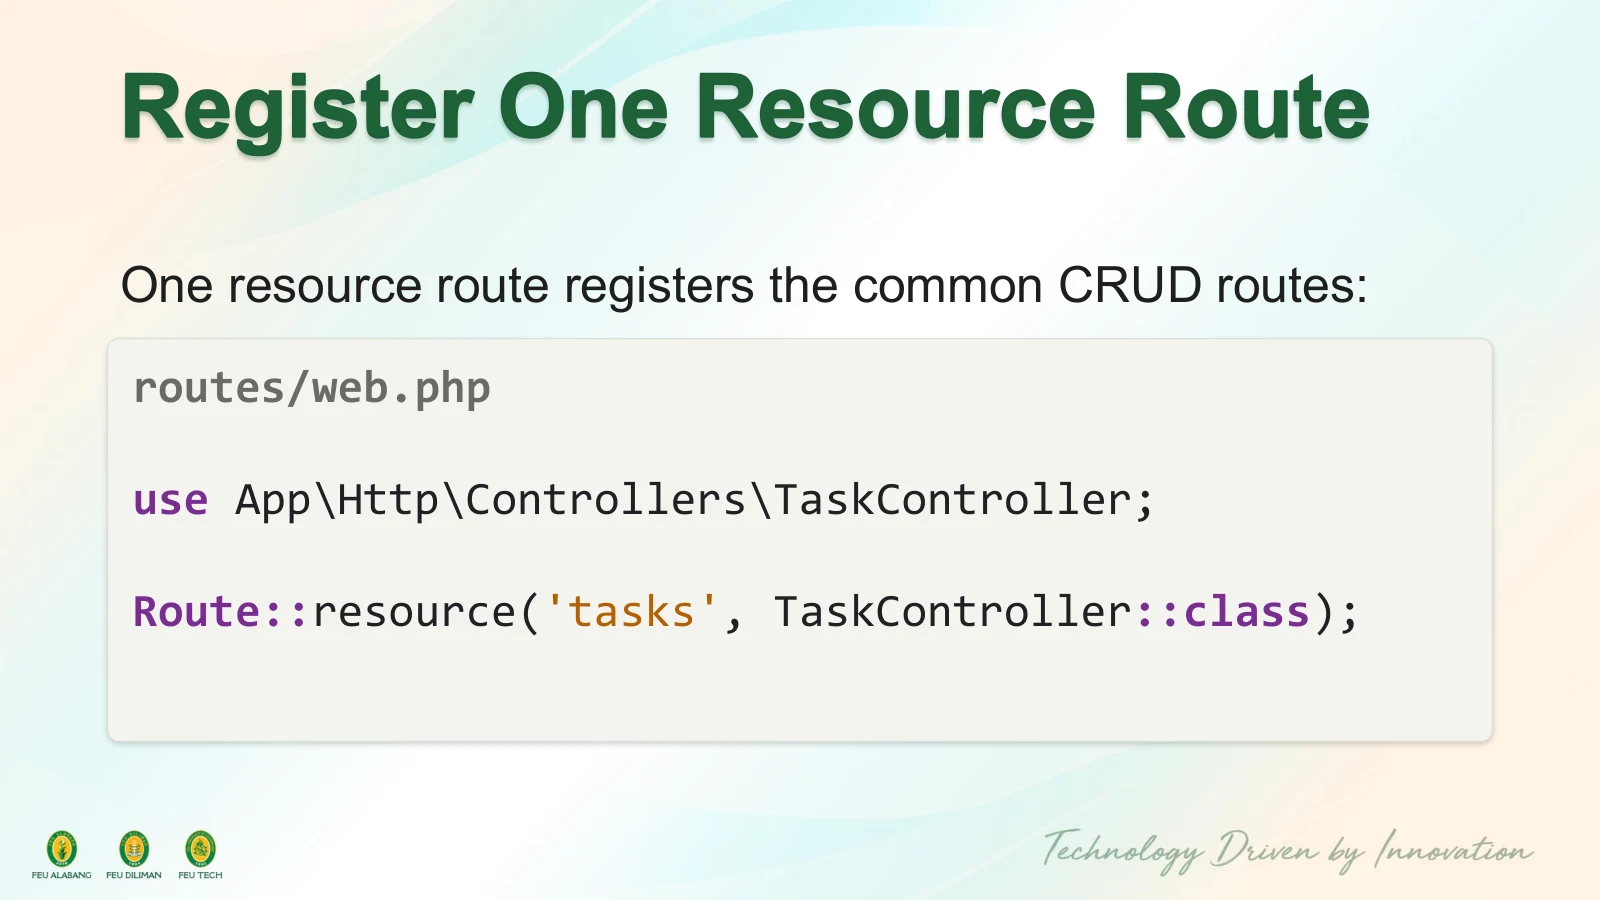 Register One Resource Route
One resource route registers the common CRUD routes:
routes/web.php
use App\Http\Controllers\TaskController;
Route::resource('tasks', TaskController::class);
FEU ALABANG
FEU DILIMAN
FEU TECH
Technology Driven by Innovation